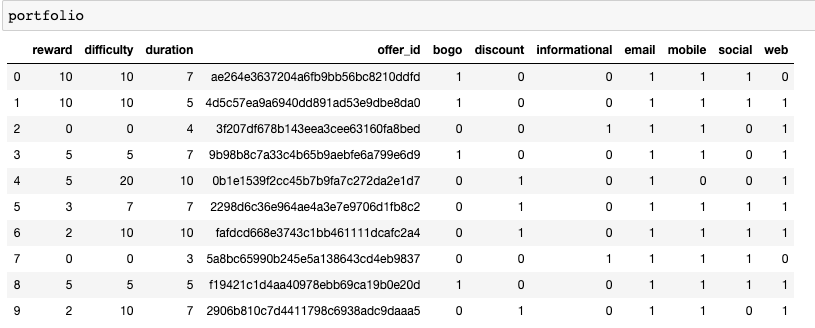 portfolio
reward difficulty duration offer_id bogo discount informational email mobile social web
0 10 10 7 ae264e3637204a6fb9bb56bc8210ddfd 1 0 0 1 1 1 0
1 10 10 5 4d5c57ea9a6940dd891ad53e9dbe8da0 1 0 0 1 1 1 1
2 0 0 4 3f207df678b143eea3cee63160fa8bed 0 0 1 1 1 0 1
3 5 5 7 9b98b8c7a33c4b65b9aebfe6a799e6d9 1 0 0 1 1 0 1
4 5 20 10 0b1e1539f2cc45b7b9fa7c272da2e1d7 0 1 0 1 0 0 1
5 3 7 7 2298d6c36e964ae4a3e7e9706d1fb8c2 0 1 0 1 1 1 1
6 2 10 10 fafdcd668e3743c1bb461111dcafc2a4 0 1 0 1 1 1 1
7 0 0 3 5a8bc65990b245e5a138643cd4eb9837 0 0 1 1 1 1 0
8 5 5 5 f19421c1d4aa40978ebb69ca19b0e20d 1 0 0 1 1 1 1
9 2 10 7 2906b810c7d4411798c6938adc9daaa5 0 1 0 1 1 0 1